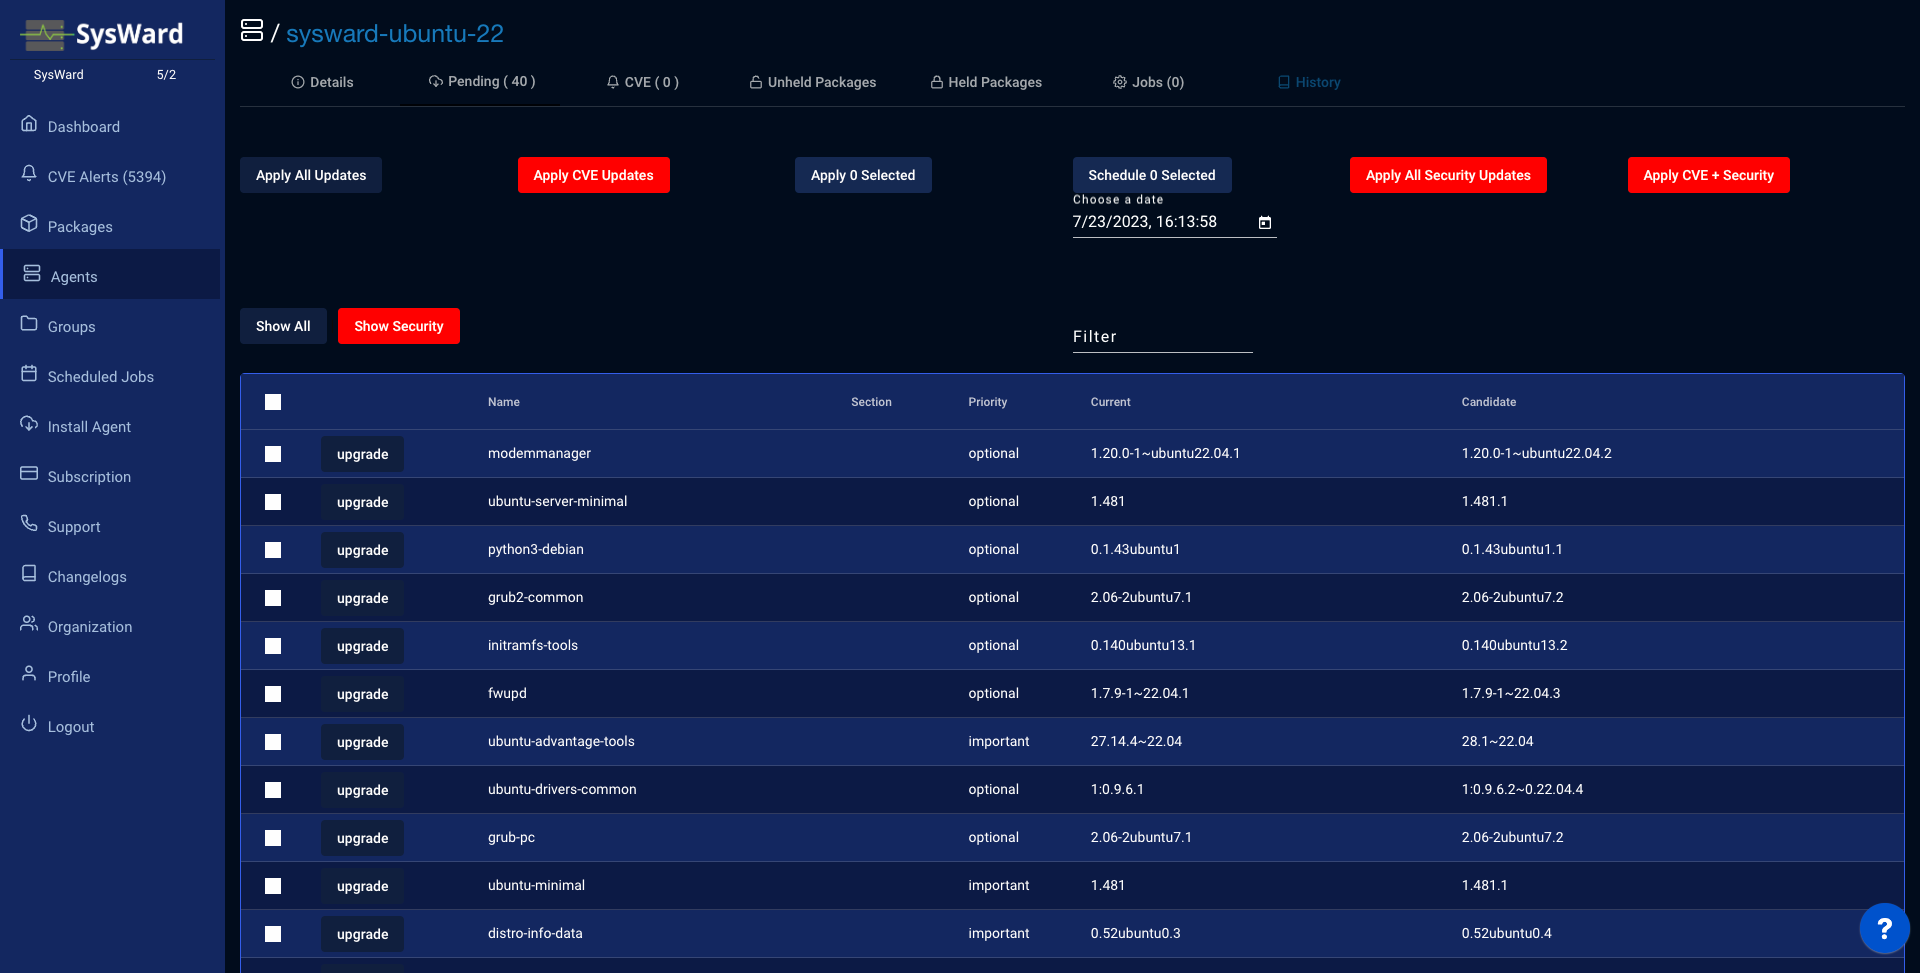 SysWard
SysWard 5/2
Dashboard
CVE Alerts (5394)
Packages
Agents
Groups
Scheduled Jobs
Install Agent
Subscription
Support
Changelogs
Organization
Profile
Logout
/ sysward-ubuntu-22
Details Pending ( 40 ) CVE ( 0 ) Unheld Packages Held Packages Jobs (0) History
Apply All Updates Apply CVE Updates Apply 0 Selected Schedule 0 Selected Apply All Security Updates Apply CVE + Security
Choose a date
7/23/2023, 16:13:58
Show All Show Security
Filter
Name Section Priority Current Candidate
upgrade modemmanager optional 1.20.0-1~ubuntu22.04.1 1.20.0-1~ubuntu22.04.2
upgrade ubuntu-server-minimal optional 1.481 1.481.1
upgrade python3-debian optional 0.1.43ubuntu1 0.1.43ubuntu1.1
upgrade grub2-common optional 2.06-2ubuntu7.1 2.06-2ubuntu7.2
upgrade initramfs-tools optional 0.140ubuntu13.1 0.140ubuntu13.2
upgrade fwupd optional 1.7.9-1~22.04.1 1.7.9-1~22.04.3
upgrade ubuntu-advantage-tools important 27.14.4~22.04 28.1~22.04
upgrade ubuntu-drivers-common optional 1:0.9.6.1 1:0.9.6.2~0.22.04.4
upgrade grub-pc optional 2.06-2ubuntu7.1 2.06-2ubuntu7.2
upgrade ubuntu-minimal important 1.481 1.481.1
upgrade distro-info-data important 0.52ubuntu0.3 0.52ubuntu0.4
?